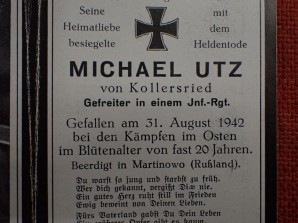 Seine mit dem
Heimatliebe Heldentode
besiegelte
MICHAEL UTZ
von Kollersried
Gefreiter in einem Jnf.-Rgt.
Gefallen am 31. August 1942
bei den Kämpfen im Osten
im Blütenalter von fast 20 Jahren.
Beerdigt in Martinowo (Rußland).
Du warst so jung und starbst zu früh.
Wer dich gekannt, vergißt Dich nie
Ein gutes Herz ruht still im Frieden
Ewig beweint von Deinen Lieben.
Fürs Vaterland gabst Du Dein Leben